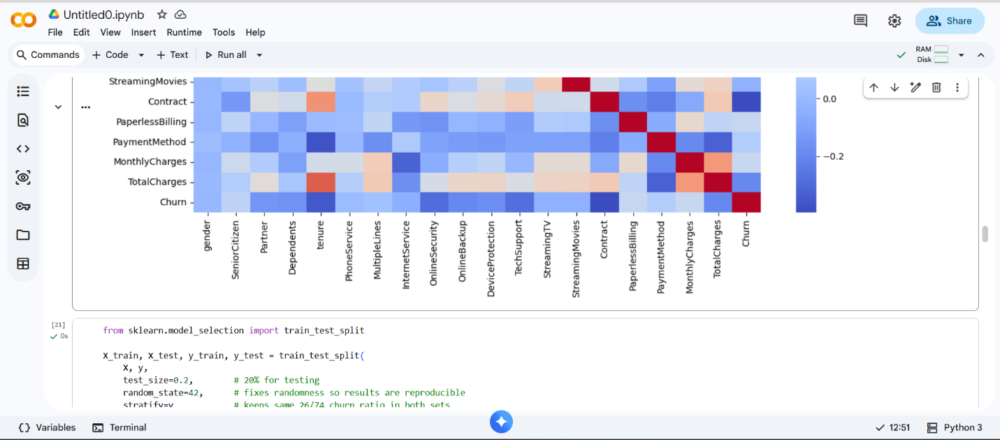 Untitled0.ipynb
File Edit View Insert Runtime Tools Help
Share
Commands + Code + Text Run all
RAM
Disk
StreamingMovies
Contract
PaperlessBilling
PaymentMethod
MonthlyCharges
TotalCharges
Churn
0.0
−0.2
gender
SeniorCitizen
Partner
Dependents
tenure
PhoneService
MultipleLines
InternetService
OnlineSecurity
OnlineBackup
DeviceProtection
TechSupport
StreamingTV
StreamingMovies
Contract
PaperlessBilling
PaymentMethod
MonthlyCharges
TotalCharges
Churn
[21]
0s
from sklearn.model_selection import train_test_split
X_train, X_test, y_train, y_test = train_test_split(
X, y,
test_size=0.2, # 20% for testing
random_state=42, # fixes randomness so results are reproducible
stratify=y # keeps same 26/74 churn ratio in both sets
{} Variables Terminal
12:51 Python 3